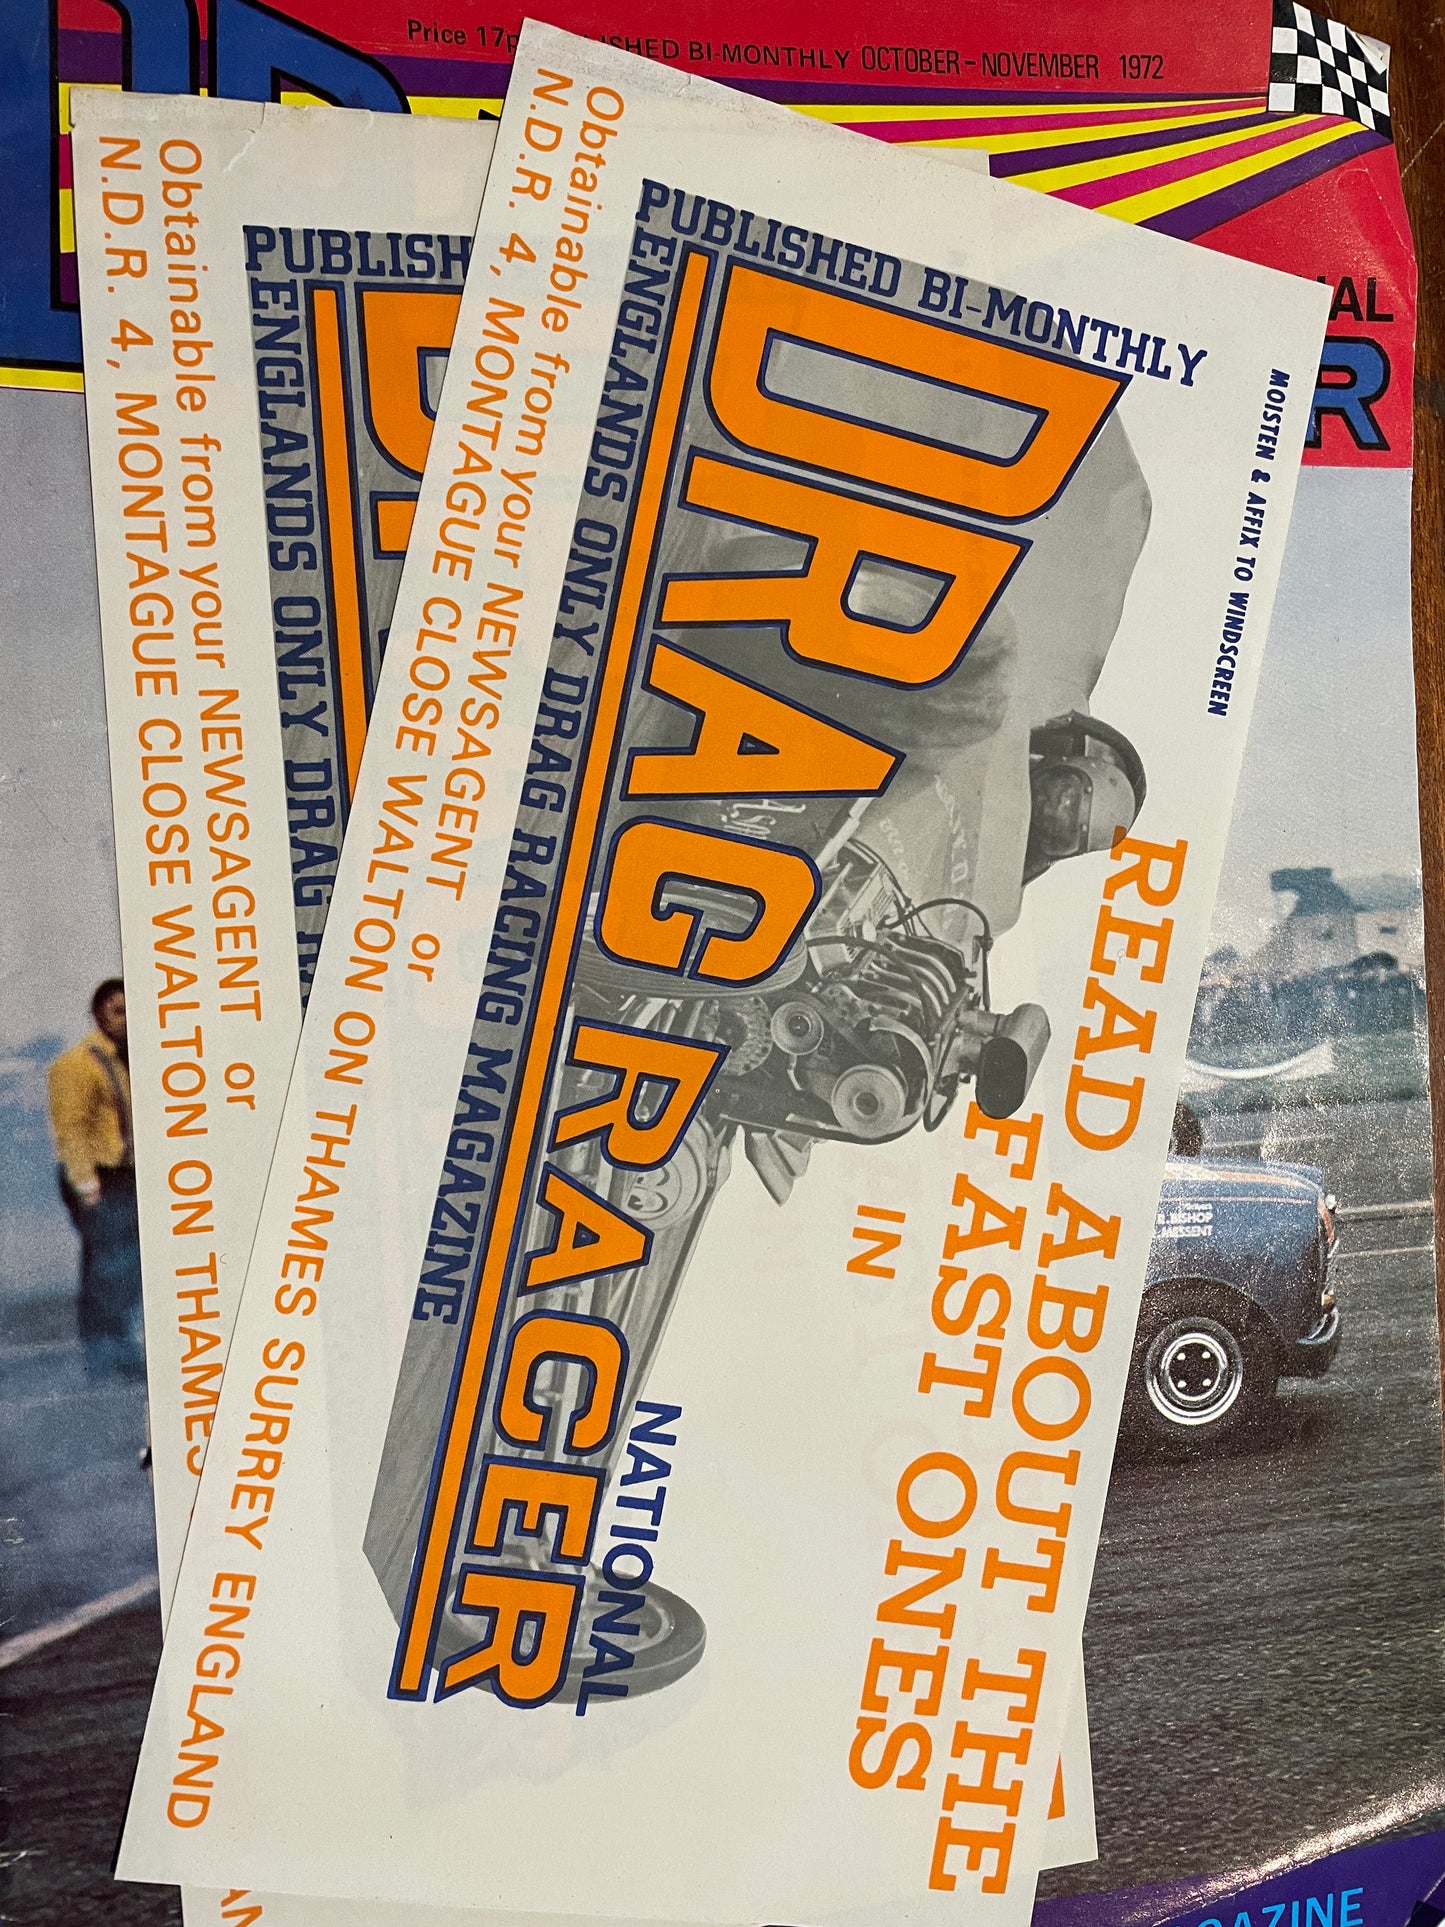 Price 17p
SHED BI-MONTHLY OCTOBER-NOVEMBER 1972
AL
R
R. BISHOP
MESSENT
AZINE
MOISTEN & AFFIX TO WINDSCREEN
READ ABOUT THE
FAST ONES
IN
NATIONAL
PUBLISHED BI-MONTHLY
DRAG RACER
ENGLANDS ONLY DRAG RACING MAGAZINE
Obtainable from your NEWSAGENT or
N.D.R. 4, MONTAGUE CLOSE WALTON ON THAMES SURREY ENGLAND
PUBLISH
ENGLANDS ONLY DRAG
Obtainable from your NEWSAGENT or
N.D.R. 4, MONTAGUE CLOSE WALTON ON THAMES
AN